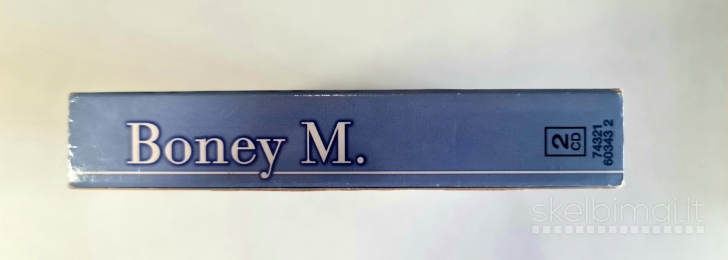 Boney M.
2
CD
74321
60343 2
skelbimai.lt